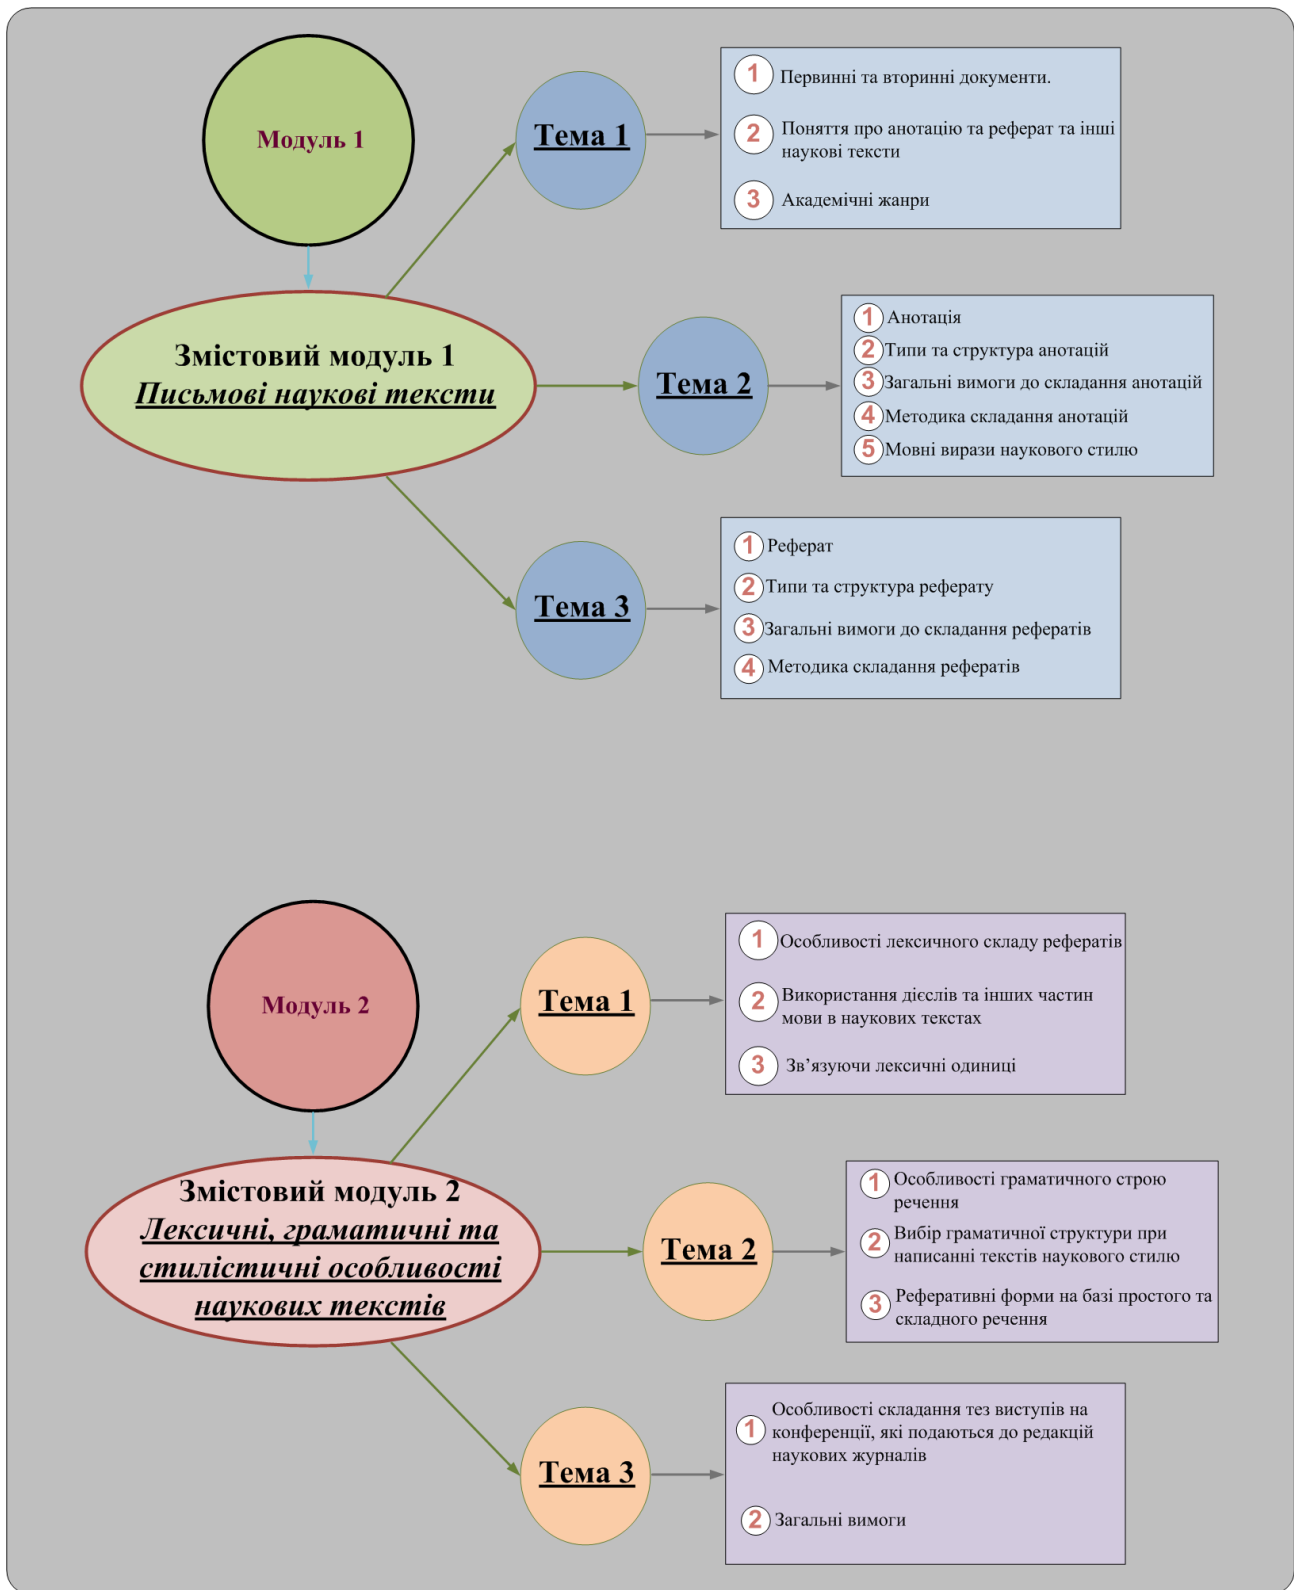 Модуль 1
Змістовий модуль 1
Письмові наукові тексти
Тема 1
1 Первинні та вторинні документи.
2 Поняття про анотацію та реферат та інші
наукові тексти
3 Академічні жанри
Тема 2
1 Анотація
2 Типи та структура анотацій
3 Загальні вимоги до складання анотацій
4 Методика складання анотацій
5 Мовні вирази наукового стилю
Тема 3
1 Реферат
2 Типи та структура реферату
3 Загальні вимоги до складання рефератів
4 Методика складання рефератів
Модуль 2
Змістовий модуль 2
Лексичні, граматичні та
стилістичні особливості
наукових текстів
Тема 1
1 Особливості лексичного складу рефератів
2 Використання дієслів та інших частин
мови в наукових текстах
3 Зв’язуючи лексичні одиниці
Тема 2
1 Особливості граматичного строю
речення
2 Вибір граматичної структури при
написанні текстів наукового стилю
3 Реферативні форми на базі простого та
складного речення
Тема 3
1 Особливості складання тез виступів на
конференції, які подаються до редакцій
наукових журналів
2 Загальні вимоги